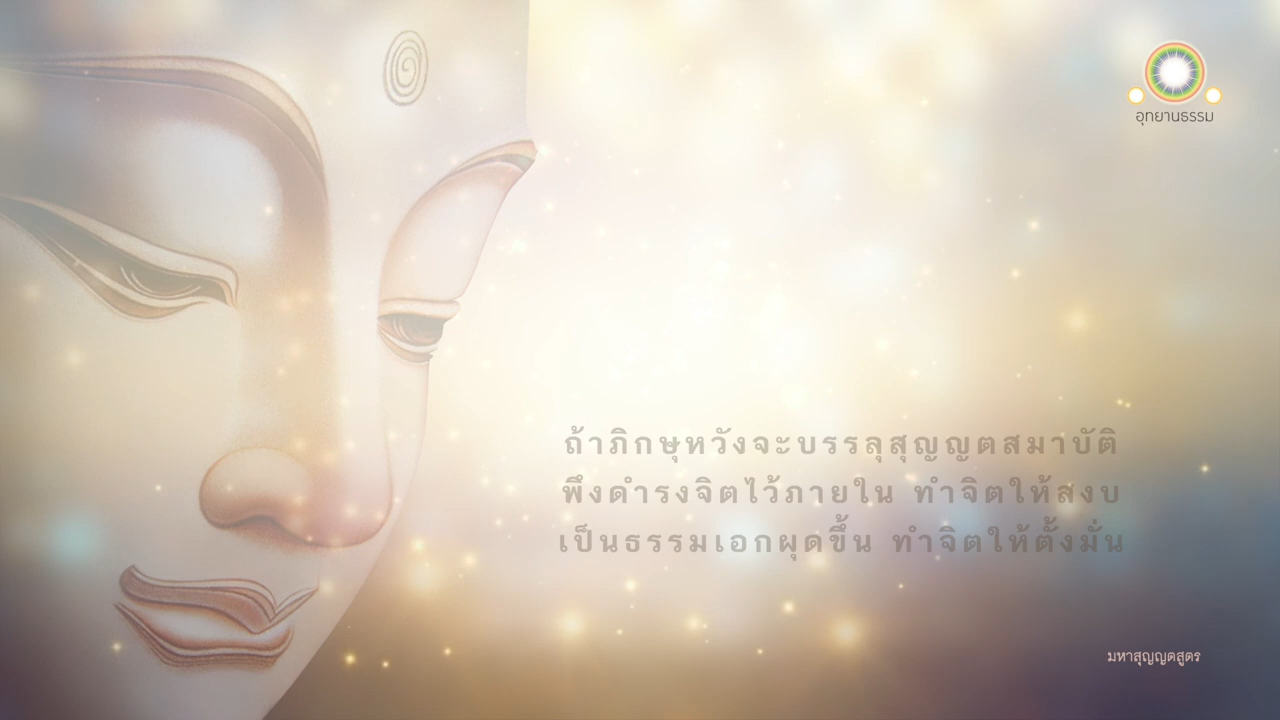 อุทยานธรรม
ถ้าภิกษุหวังจะบรรลุสุญญตสมาบัติ
พึงดำรงจิตไว้ภายใน ทำจิตให้สงบ
เป็นธรรมเอกผุดขึ้น ทำจิตให้ตั้งมั่น
มหาสุญญตสูตร